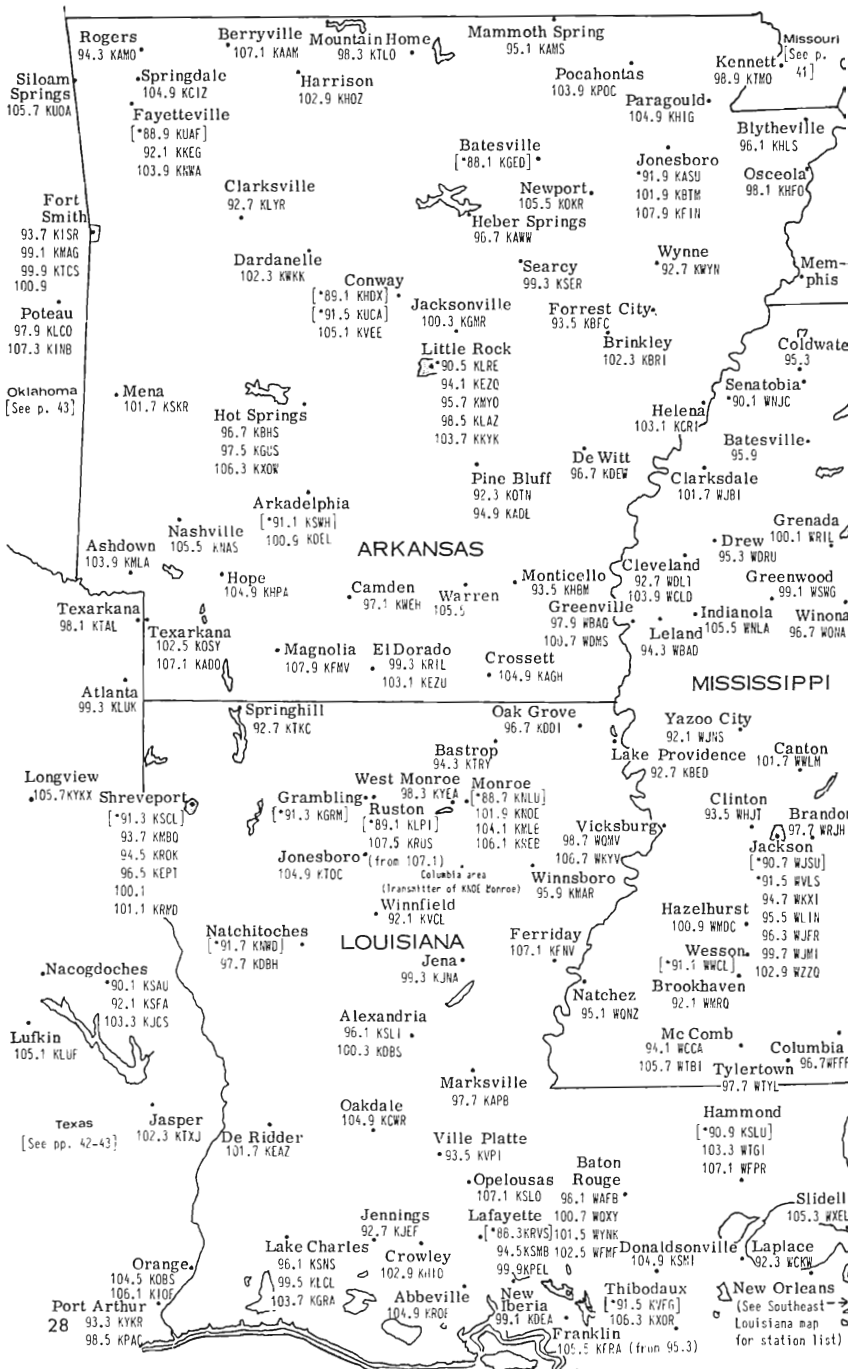 Rogers
94.3 KAMO
Berryville
107.1 KAAM
Mountain Home
98.3 KTLO
Mammoth Spring
95.1 KAMS
Missouri
[See p.
41]
Kennett
98.9 KTMO
Siloam
Springs
105.7 KUOA
Springdale
104.9 KCIZ
Harrison
102.9 KHOZ
Pocahontas
103.9 KPOC
Paragould
104.9 KHIG
Fayetteville
[*88.9 KUAF]
92.1 KKEG
103.9 KNWA
Blytheville
96.1 KHLS
Batesville
[*88.1 KGED]
Jonesboro
*91.9 KASU
101.9 KBTM
107.9 KFIN
Osceola
98.1 KHFO
Clarksville
92.7 KLYR
Newport
105.5 KOKR
Heber Springs
96.7 KAWW
Fort
Smith
93.7 KISR
99.1 KMAG
99.9 KTCS
100.9
Dardanelle
102.3 KWKK
Searcy
99.3 KSER
Wynne
92.7 KWYN
Mem-
phis
Conway
[*89.1 KHDX]
[*91.5 KUCA]
105.1 KVEE
Poteau
97.9 KLCO
107.3 KINB
Jacksonville
100.3 KGMR
Forrest City
93.5 KBFC
Brinkley
102.3 KBRI
Coldwate
95.3
Little Rock
*90.5 KLRE
94.1 KEZQ
95.7 KMYO
98.5 KLAZ
103.7 KKYK
Senatobia
*90.1 WNJC
Oklahoma
[See p. 43]
Mena
101.7 KSKR
Hot Springs
96.7 KBHS
97.5 KGUS
106.3 KXOW
Helena
103.1 KCRI
Batesville
95.9
De Witt
96.7 KDEW
Clarksdale
101.7 WJBI
Pine Bluff
92.3 KOTN
94.9 KADL
Arkadelphia
[*91.1 KSWH]
100.9 KDEL
Nashville
105.5 KNAS
ARKANSAS
Grenada
100.1 WRIL
Drew
95.3 WDRU
Ashdown
103.9 KMLA
Hope
104.9 KHPA
Camden
97.1 KWEH
Warren
105.5
Monticello
93.5 KHBM
Cleveland
92.7 WDLT
103.9 WCLD
Greenwood
99.1 WSWG
Texarkana
98.1 KTAL
Texarkana
102.5 KOSY
107.1 KADO
Greenville
97.9 WBAQ
100.7 WDMS
Indianola
105.5 WNLA
Winona
96.7 WONA
Leland
94.3 WBAD
Magnolia
107.9 KFMV
El Dorado
99.3 KRIL
103.1 KEZU
Crossett
104.9 KAGH
Atlanta
99.3 KLUK
MISSISSIPPI
Springhill
92.7 KTKC
Oak Grove
96.7 KDDI
Yazoo City
92.1 WJNS
Bastrop
94.3 KTRY
Lake Providence
92.7 KBED
Canton
101.7 WWLM
Longview
105.7KYKX
West Monroe
98.3 KYEA
Monroe
[*88.7 KNLU]
101.9 KNOE
104.1 KMLB
106.1 KREB
Shreveport
[*91.3 KSCL]
93.7 KMBQ
94.5 KROK
96.5 KEPT
100.1
101.1 KRMD
Grambling
[*91.3 KGRM]
Ruston
[*89.1 KLPI]
107.5 KRUS
(from 107.1)
Clinton
93.5 WHJT
Brando
97.7 WRJH
Vicksburg
98.7 WQMV
106.7 WKYV
Jackson
[*90.7 WJSU]
*91.5 WVLS
94.7 WKXI
95.5 WLIN
96.3 WJFR
99.7 WJMI
102.9 WZZQ
Jonesboro
104.9 KTOC
Columbia area
(Transmitter of KNOE Monroe)
Winnsboro
95.9 KMAR
Winnfield
92.1 KVCL
Hazelhurst
100.9 WMDC
Natchitoches
[*91.7 KNWD]
97.7 KDBH
LOUISIANA
Ferriday
107.1 KFNV
Wesson
[*91.1 WWCL]
Jena
99.3 KJNA
Nacogdoches
*90.1 KSAU
92.1 KSFA
103.3 KJCS
Natchez
95.1 WQNZ
Brookhaven
92.1 WMRQ
Alexandria
96.1 KSLI
100.3 KDBS
Lufkin
105.1 KLUF
Mc Comb
94.1 WCCA
105.7 WTBI
Columbia
96.7WFFF
Tylertown
97.7 WTYL
Marksville
97.7 KAPB
Texas
[See pp. 42-43]
Jasper
102.3 KTXJ
De Ridder
101.7 KEAZ
Oakdale
104.9 KCWR
Hammond
[*90.9 KSLU]
103.3 WTGI
107.1 WFPR
Ville Platte
93.5 KVPI
Opelousas
107.1 KSLO
Baton
Rouge
96.1 WAFB
100.7 WQXY
101.5 WYNK
102.5 WFMF
Slidell
105.3 WXEL
Jennings
92.7 KJEF
Lafayette
[*88.3KRVS]
94.5KSMB
99.9KPEL
Lake Charles
96.1 KSNS
99.5 KLCL
103.7 KGRA
Crowley
102.9
Donaldsonville
104.9 KSMI
Laplace
92.3 WCKW
Orange
104.5 KOBS
106.1 KIOF
Abbeville
104.9 KROF
New
Iberia
99.1 KDEA
Thibodaux
[*91.5 KVFG]
106.3 KXOR
New Orleans
(See Southeast
Louisiana map
for station list)
Port Arthur
93.3 KYKR
98.5 KPAC
Franklin
105.5 KFRA (from 95.3)
28